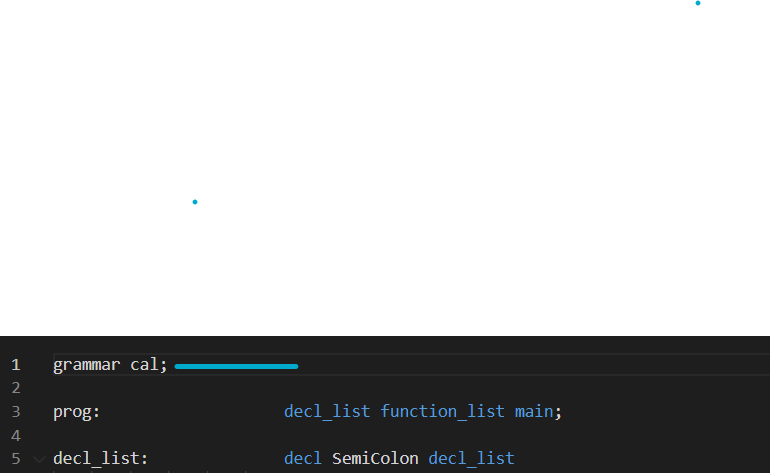 1 grammar cal;
2
3 prog: decl_list function_list main;
4
5 decl_list: decl SemiColon decl_list